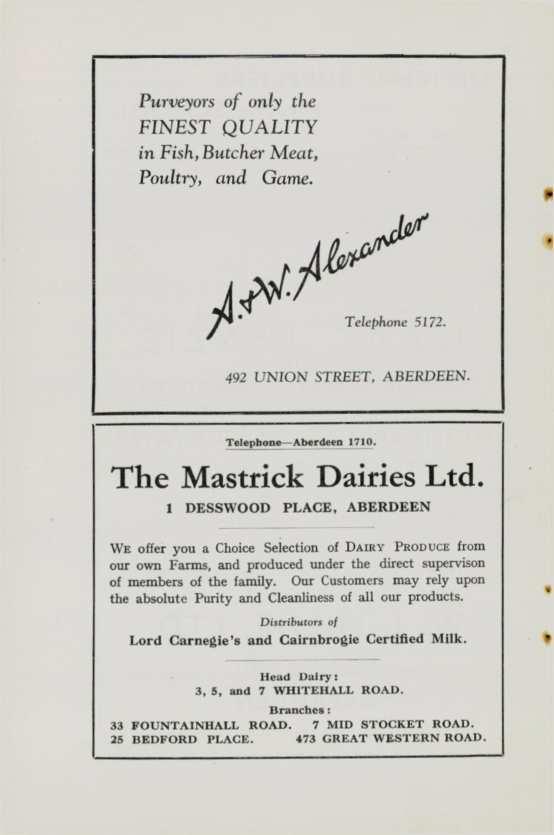 Purveyors of only the
FINEST QUALITY
in Fish, Butcher Meat,
Poultry, and Game.
A. & W. Alexander
Telephone 5172.
492 UNION STREET, ABERDEEN.
Telephone—Aberdeen 1710.
The Mastrick Dairies Ltd.
1 DESSWOOD PLACE, ABERDEEN
WE offer you a Choice Selection of DAIRY PRODUCE from
our own Farms, and produced under the direct supervison
of members of the family. Our Customers may rely upon
the absolute Purity and Cleanliness of all our products.
Distributors of
Lord Carnegie's and Cairnbrogie Certified Milk.
Head Dairy:
3, 5, and 7 WHITEHALL ROAD.
Branches:
33 FOUNTAINHALL ROAD. 7 MID STOCKET ROAD.
25 BEDFORD PLACE. 473 GREAT WESTERN ROAD.